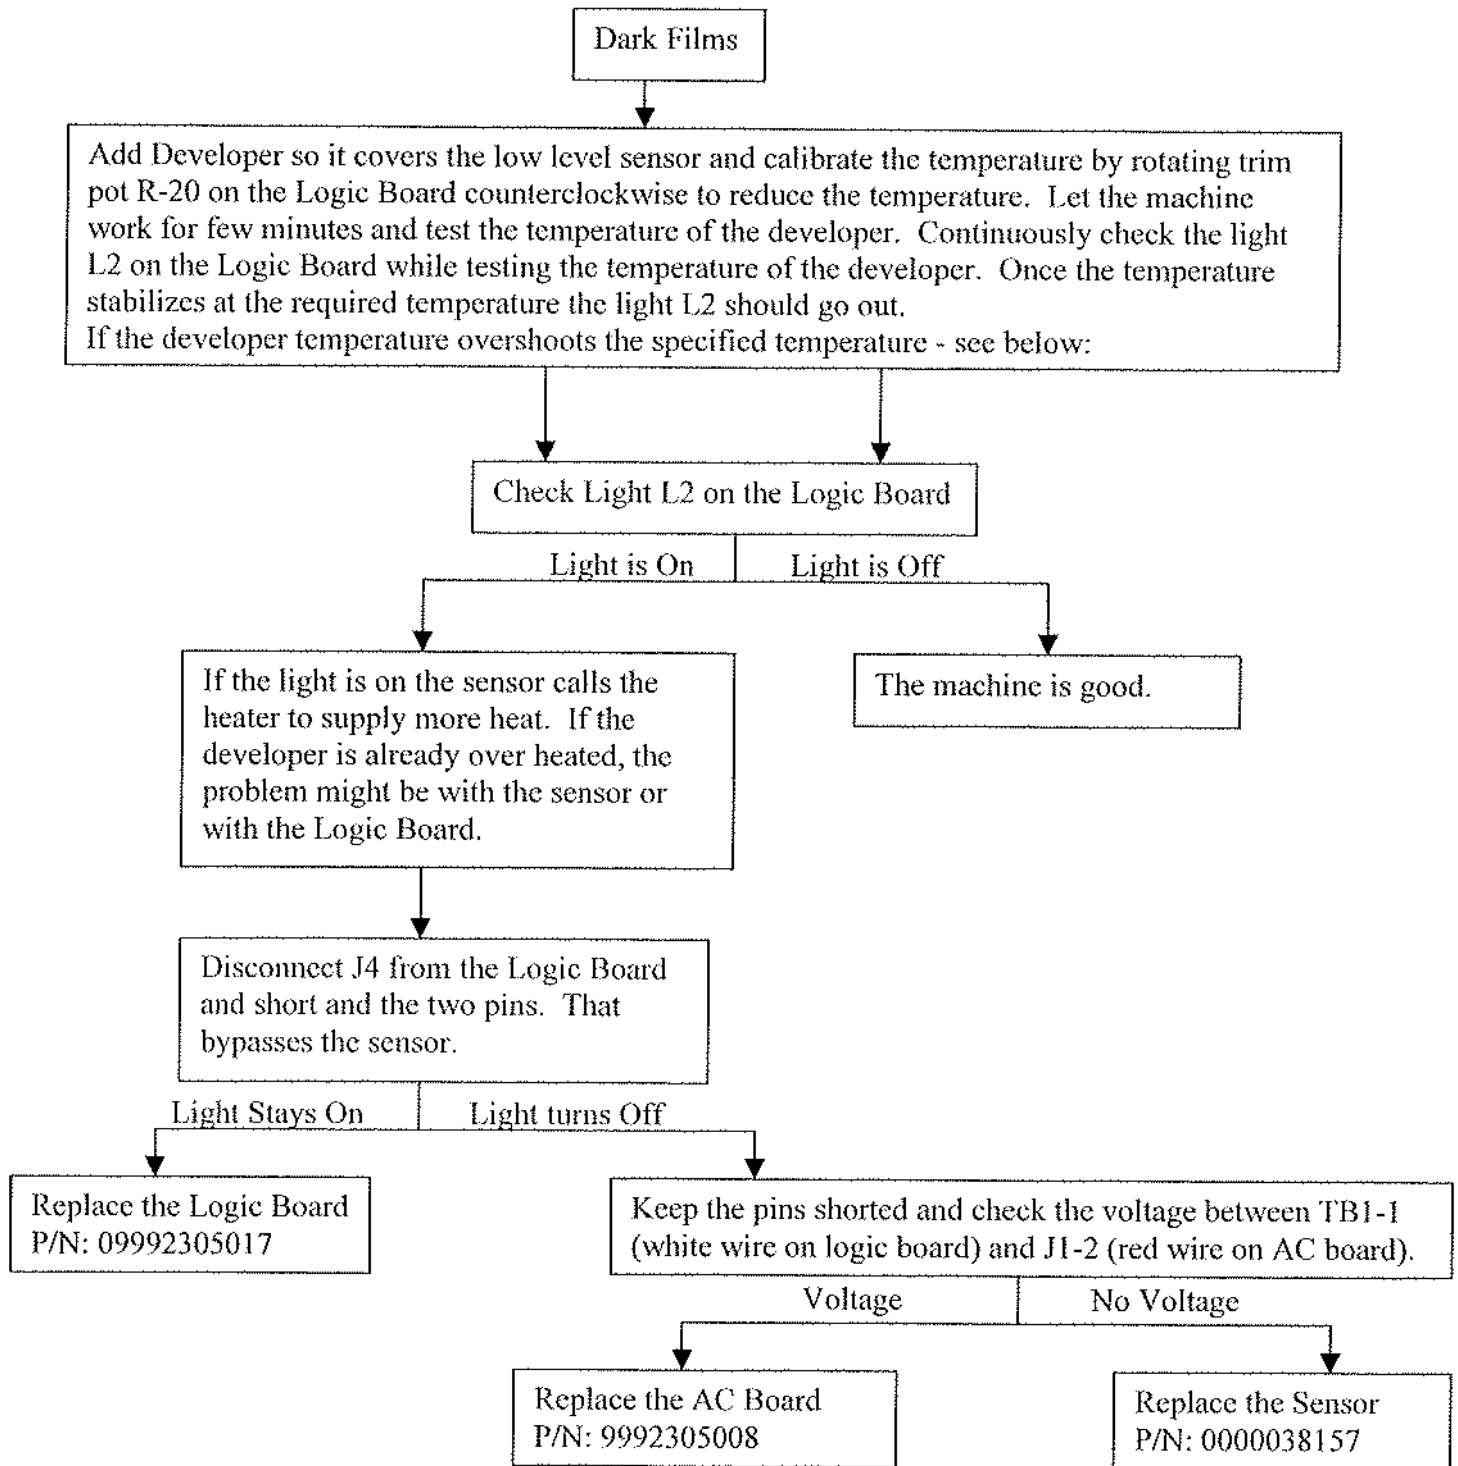 Dark Films
Add Developer so it covers the low level sensor and calibrate the temperature by rotating trim
pot R-20 on the Logic Board counterclockwise to reduce the temperature. Let the machine
work for few minutes and test the temperature of the developer. Continuously check the light
L2 on the Logic Board while testing the temperature of the developer. Once the temperature
stabilizes at the required temperature the light L2 should go out.
If the developer temperature overshoots the specified temperature - see below:
Check Light L2 on the Logic Board
Light is On
Light is Off
If the light is on the sensor calls the
heater to supply more heat. If the
developer is already over heated, the
problem might be with the sensor or
with the Logic Board.
The machine is good.
Disconnect J4 from the Logic Board
and short and the two pins. That
bypasses the sensor.
Light Stays On
Light turns Off
Replace the Logic Board
P/N: 09992305017
Keep the pins shorted and check the voltage between TB1-1
(white wire on logic board) and J1-2 (red wire on AC board).
Voltage
No Voltage
Replace the AC Board
P/N: 9992305008
Replace the Sensor
P/N: 0000038157